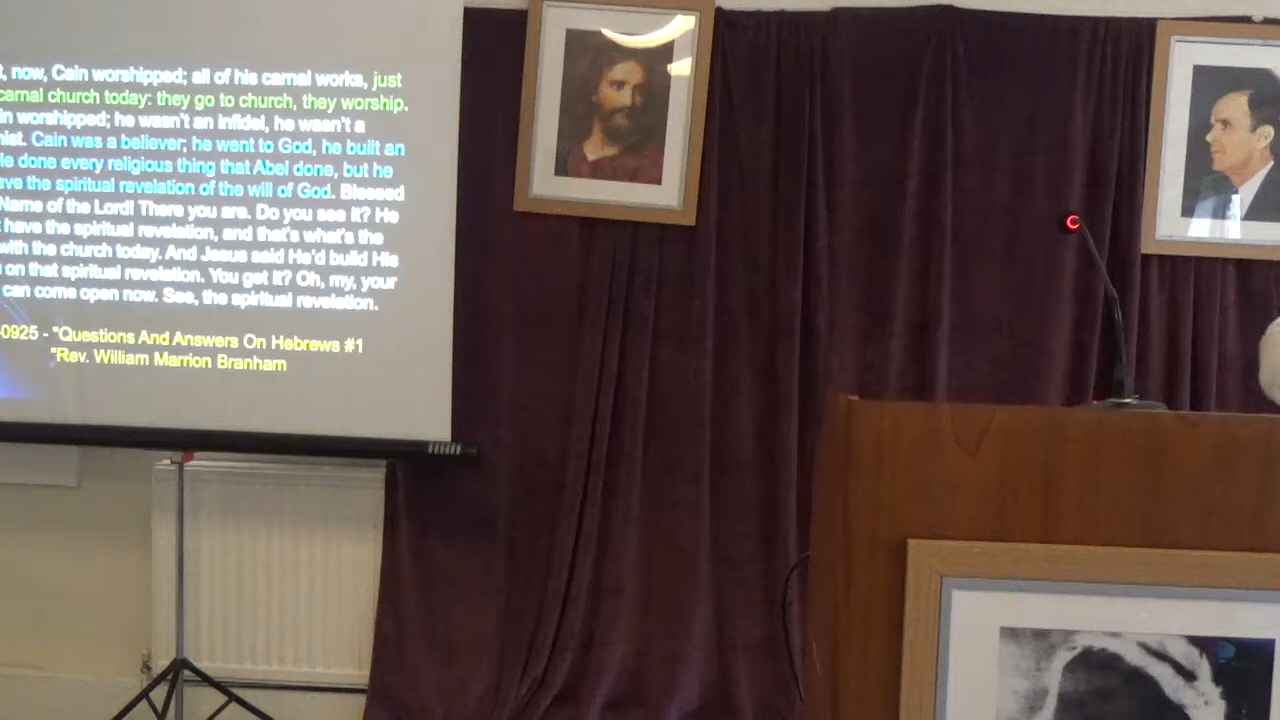 t, now, Cain worshipped; all of his carnal works, just
carnal church today: they go to church, they worship.
in worshipped; he wasn't an infidel, he wasn't a
nist. Cain was a believer; he went to God, he built an
He done every religious thing that Abel done, but he
ave the spiritual revelation of the will of God. Blessed
Name of the Lord! There you are. Do you see it? He
t have the spiritual revelation, and that's what's the
with the church today. And Jesus said He'd build His
on that spiritual revelation. You get it? Oh, my, your
can come open now. See, the spiritual revelation.
0925 - "Questions And Answers On Hebrews #1
"Rev. William Marrion Branham